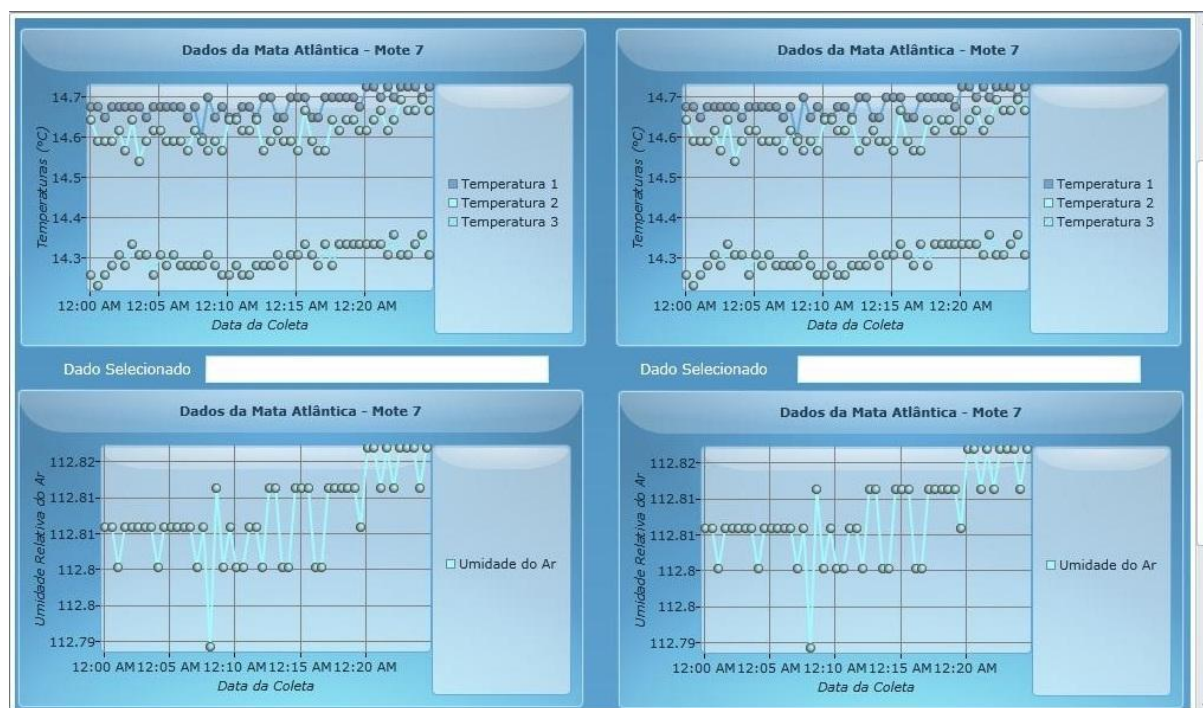 Dados da Mata Atlântica - Mote 7
Temperaturas (ºC)
14.7
14.6
14.5
14.4
14.3
12:00 AM 12:05 AM 12:10 AM 12:15 AM 12:20 AM
Data da Coleta
Temperatura 1
Temperatura 2
Temperatura 3
Dados da Mata Atlântica - Mote 7
Temperaturas (ºC)
14.7
14.6
14.5
14.4
14.3
12:00 AM 12:05 AM 12:10 AM 12:15 AM 12:20 AM
Data da Coleta
Temperatura 1
Temperatura 2
Temperatura 3
Dado Selecionado
Dado Selecionado
Dados da Mata Atlântica - Mote 7
Umidade Relativa do Ar
112.82
112.81
112.81
112.8
112.8
112.79
12:00 AM 12:05 AM 12:10 AM 12:15 AM 12:20 AM
Data da Coleta
Umidade do Ar
Dados da Mata Atlântica - Mote 7
Umidade Relativa do Ar
112.82
112.81
112.81
112.8
112.8
112.79
12:00 AM 12:05 AM 12:10 AM 12:15 AM 12:20 AM
Data da Coleta
Umidade do Ar